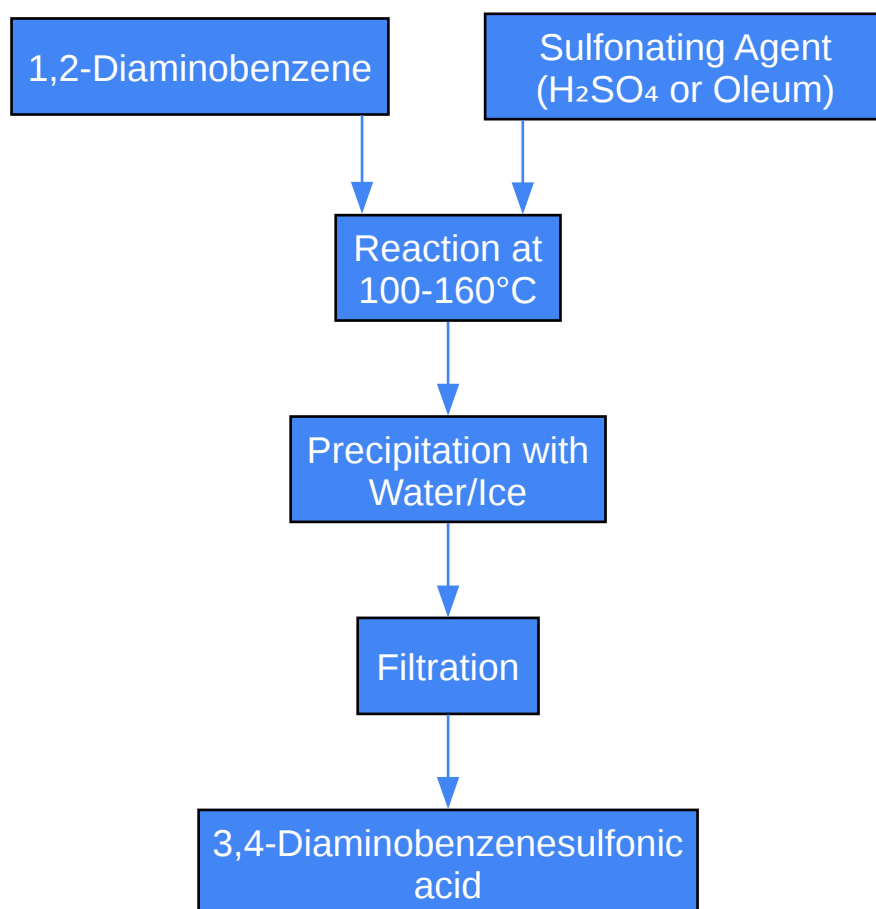 1,2-Diaminobenzene
Sulfonating Agent
(H₂SO₄ or Oleum)
Reaction at
100-160°C
Precipitation with
Water/Ice
Filtration
3,4-Diaminobenzenesulfonic
acid